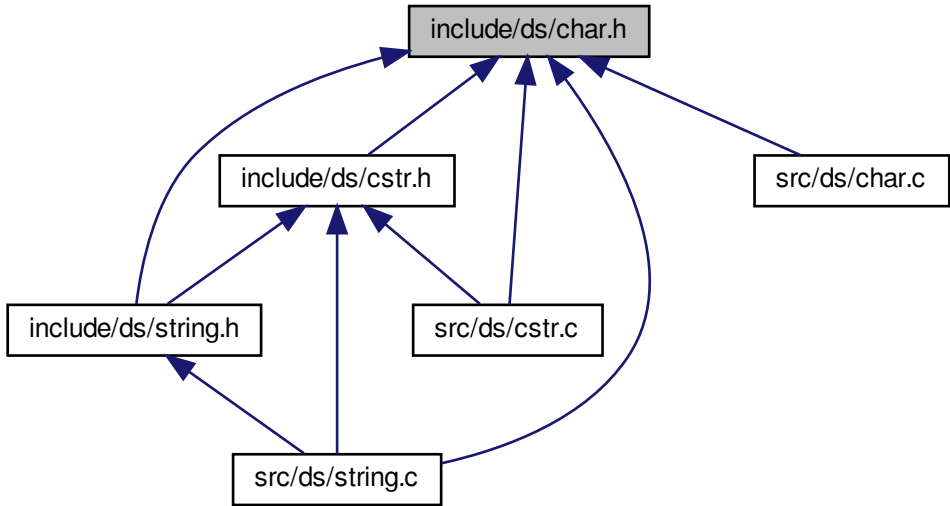 include/ds/char.h
include/ds/cstr.h
src/ds/char.c
include/ds/string.h
src/ds/cstr.c
src/ds/string.c